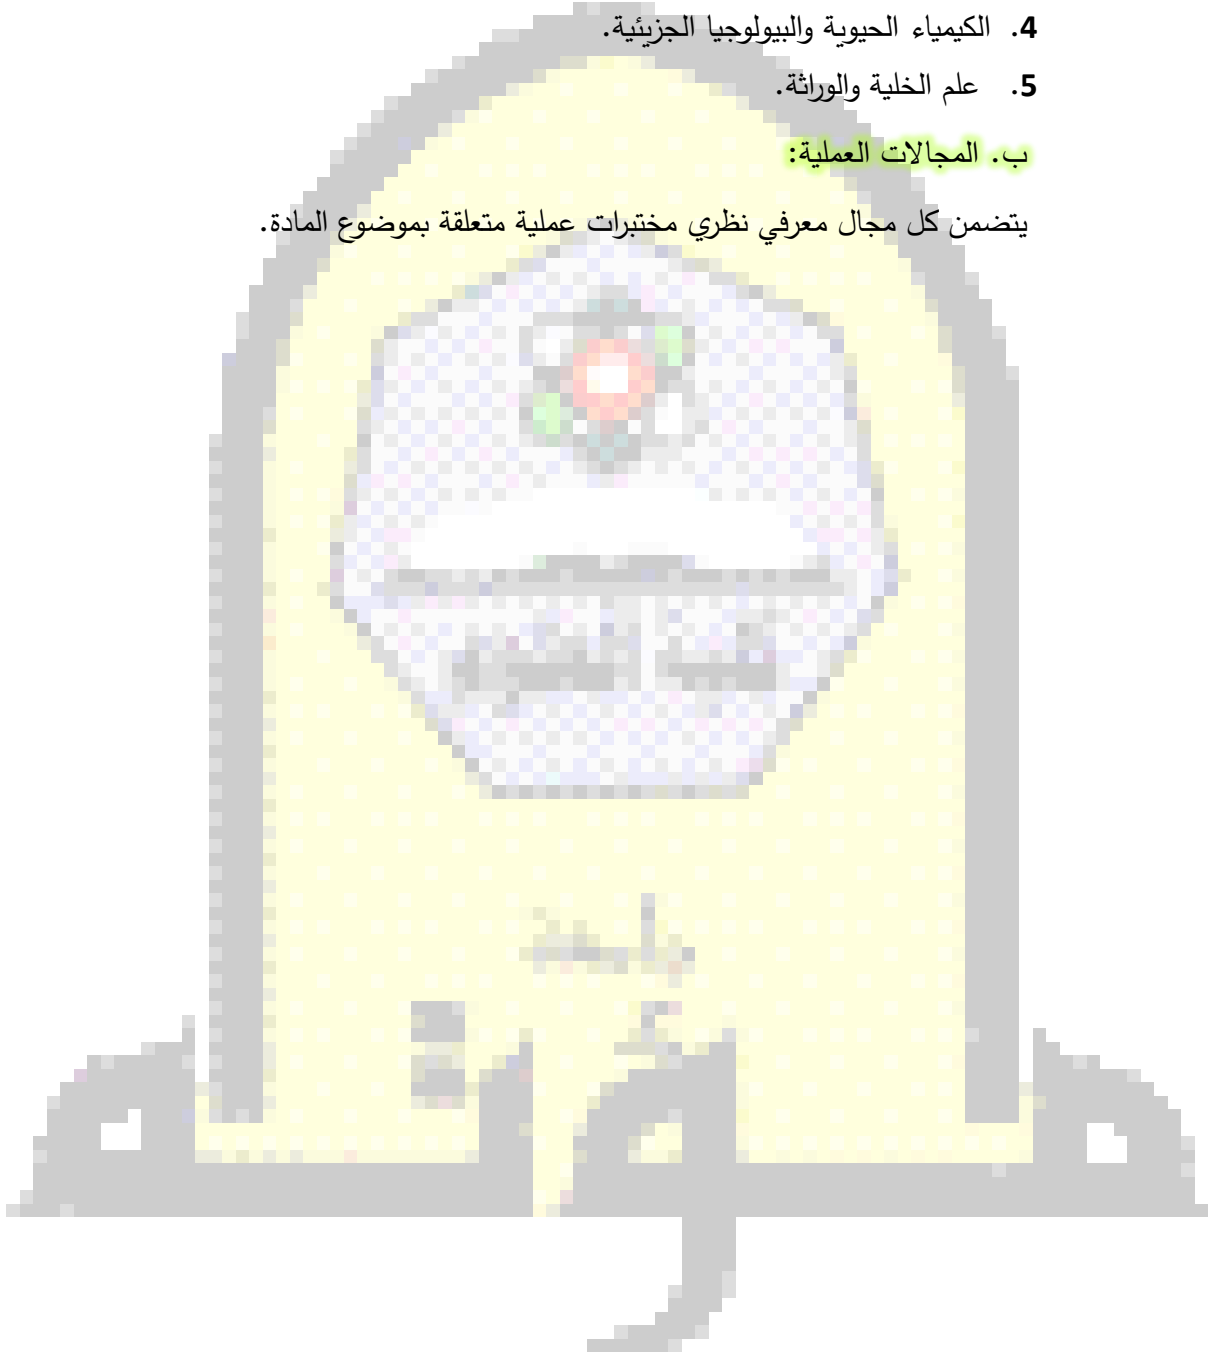 4. الكيمياء الحيوية والبيولوجيا الجزيئية.
5. علم الخلية والوراثة.
ب. المجالات العملية:
يتضمن كل مجال معرفي نظري مختبرات عملية متعلقة بموضوع المادة.